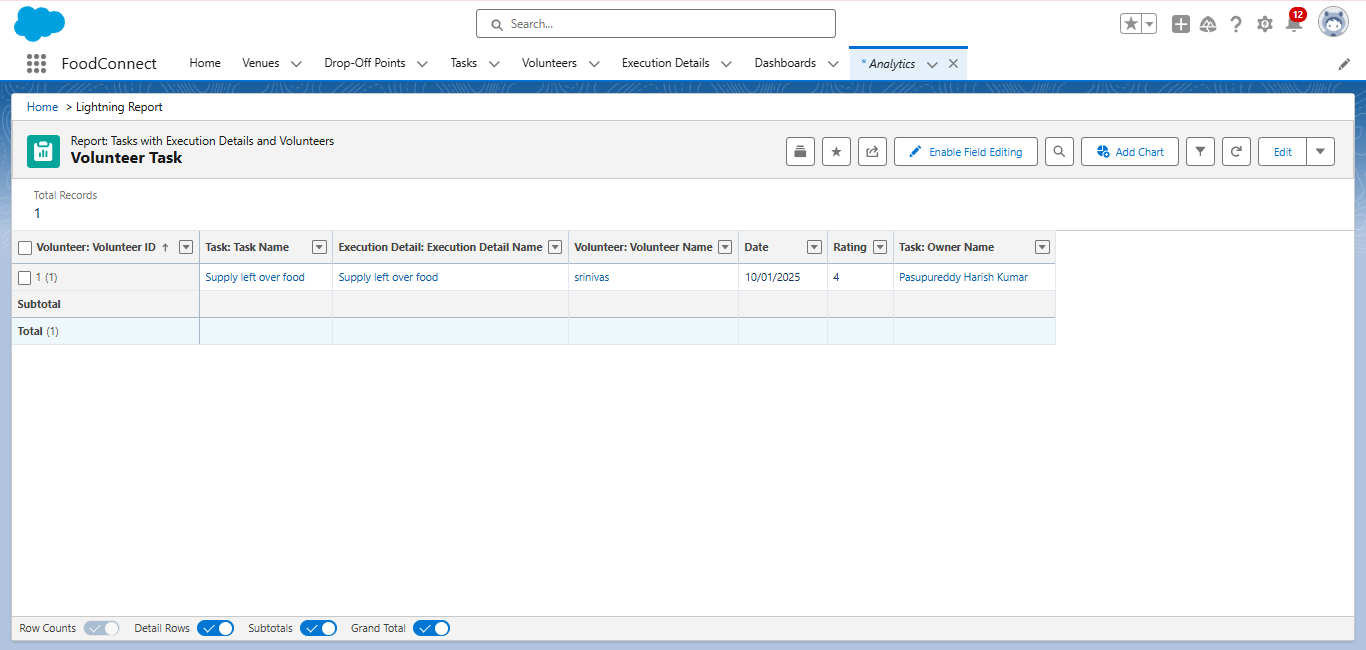 Search...
12
FoodConnect Home Venues Drop-Off Points Tasks Volunteers Execution Details Dashboards * Analytics
Home > Lightning Report
Report: Tasks with Execution Details and Volunteers
Volunteer Task
Enable Field Editing Add Chart Edit
Total Records
1
Volunteer: Volunteer ID ↑ Task: Task Name Execution Detail: Execution Detail Name Volunteer: Volunteer Name Date Rating Task: Owner Name
1 (1) Supply left over food Supply left over food srinivas 10/01/2025 4 Pasupureddy Harish Kumar
Subtotal
Total (1)
Row Counts Detail Rows Subtotals Grand Total